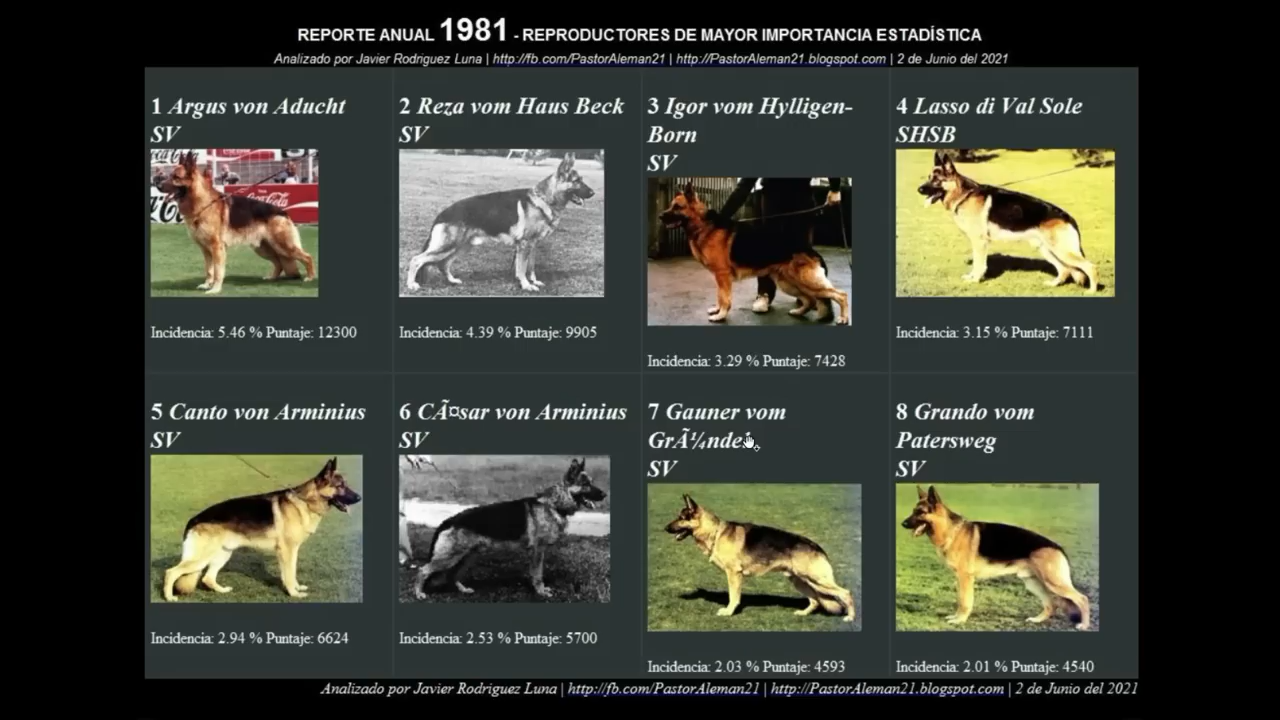 REPORTE ANUAL 1981 - REPRODUCTORES DE MAYOR IMPORTANCIA ESTADÍSTICA
Analizado por Javier Rodriguez Luna | http://fb.com/PastorAleman21 | http://PastorAleman21.blogspot.com | 2 de Junio del 2021
1 Argus von Aducht
SV
Coca-Cola
Incidencia: 5.46 % Puntaje: 12300
2 Reza vom Haus Beck
SV
Incidencia: 4.39 % Puntaje: 9905
3 Igor vom Hylligen-
Born
SV
Incidencia: 3.29 % Puntaje: 7428
4 Lasso di Val Sole
SHSB
Incidencia: 3.15 % Puntaje: 7111
5 Canto von Arminius
SV
Incidencia: 2.94 % Puntaje: 6624
6 CÃ¤sar von Arminius
SV
Incidencia: 2.53 % Puntaje: 5700
7 Gauner vom
SV
Incidencia: 2.03 % Puntaje: 4593
8 Grando vom
Patersweg
SV
Incidencia: 2.01 % Puntaje: 4540
Analizado por Javier Rodriguez Luna | http://fb.com/PastorAleman21 | http://PastorAleman21.blogspot.com | 2 de Junio del 2021